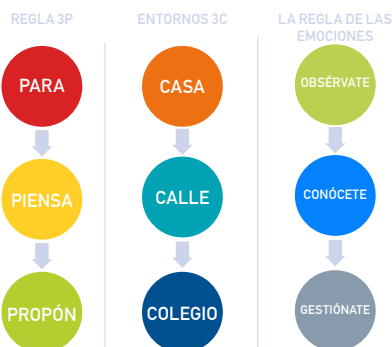 REGLA 3P
PARA
PIENSA
PROPÓN
ENTORNOS 3C
CASA
CALLE
COLEGIO
LA REGLA DE LAS
EMOCIONES
OBSÉRVATE
CONÓCETE
GESTIÓNATE